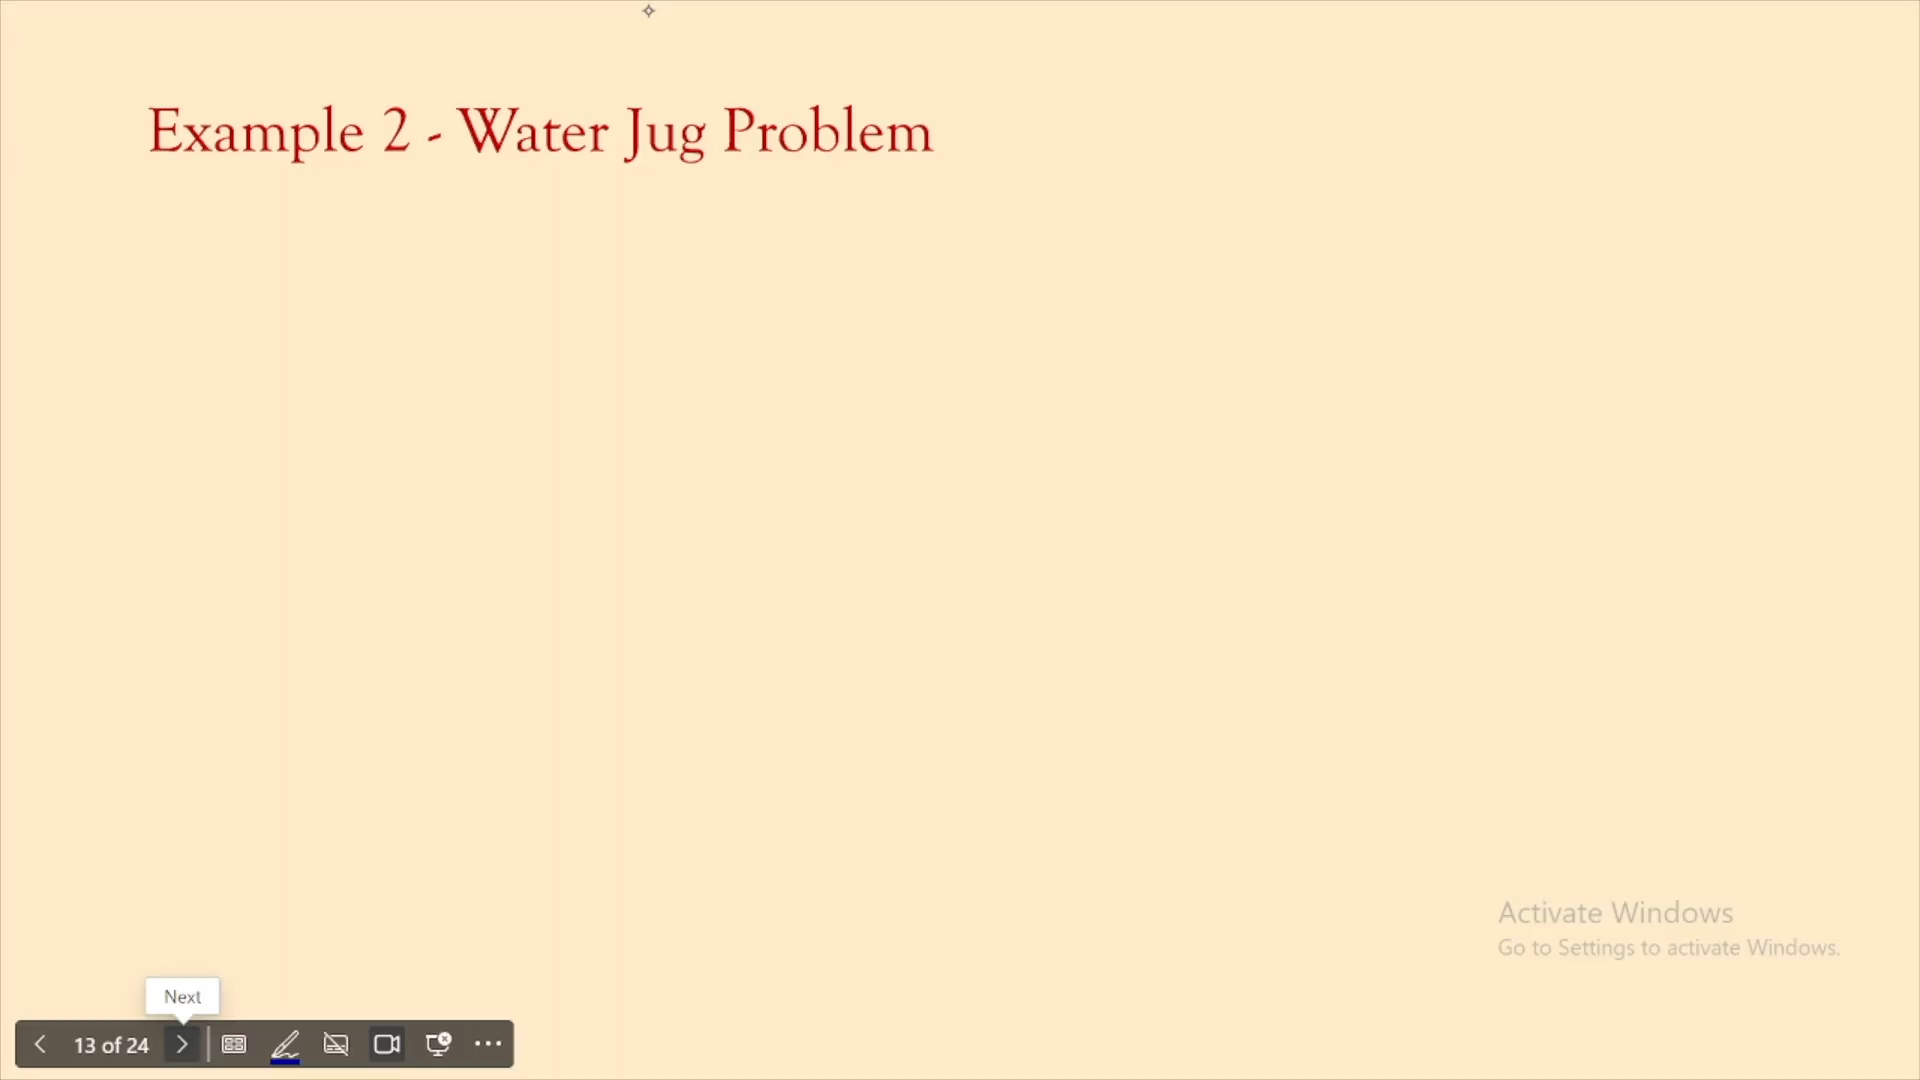 Example 2 - Water Jug Problem
Activate Windows
Go to Settings to activate Windows.
Next
13 of 24